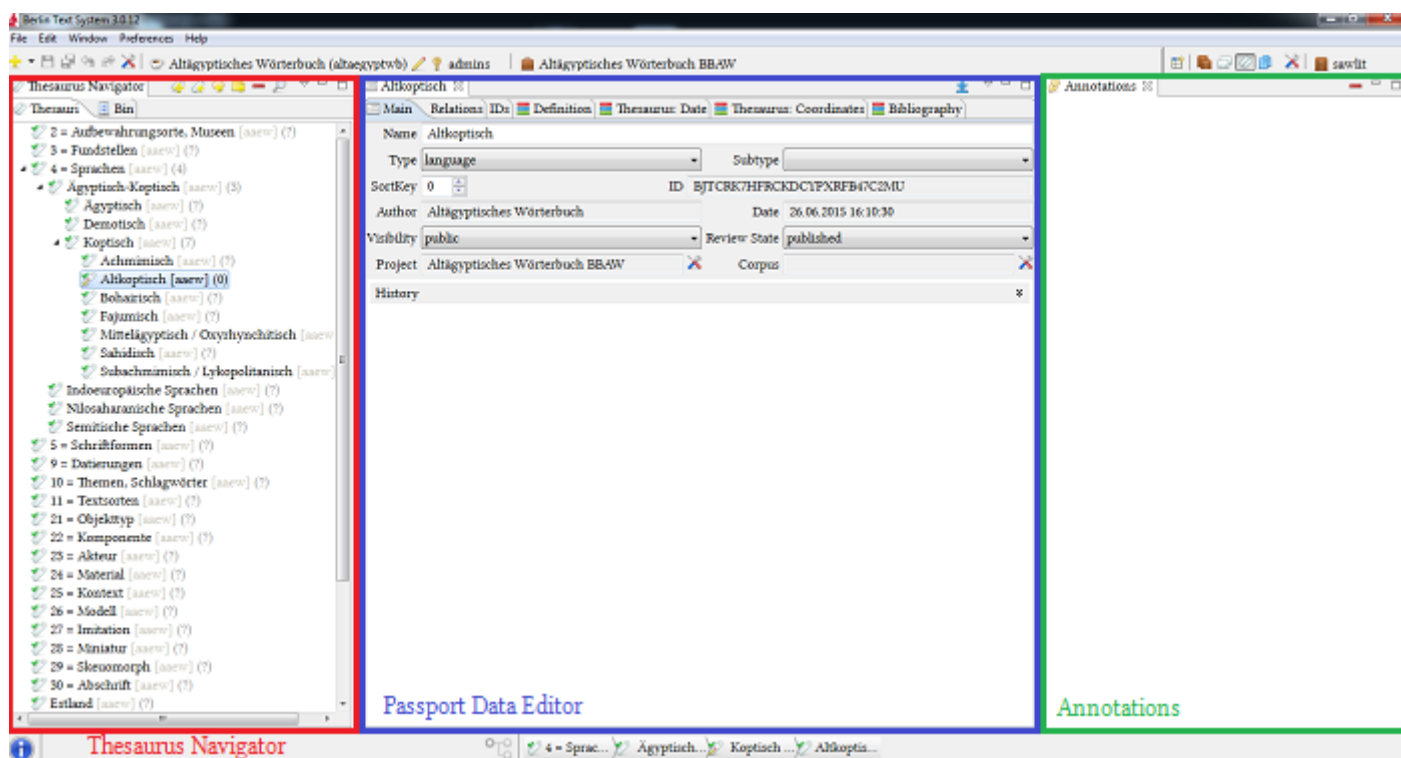 Berlin Text System 3.0.12
File Edit Window Preferences Help
Altägyptisches Wörterbuch (altaegyptwb) admins Altägyptisches Wörterbuch BBAW sawlit
Thesaurus Navigator
Thesauri Bin
2 = Aufbewahrungsorte, Museen [aaew] (?)
3 = Fundstellen [aaew] (?)
4 = Sprachen [aaew] (4)
Ägyptisch-Koptisch [aaew] (3)
Ägyptisch [aaew] (?)
Demotisch [aaew] (?)
Koptisch [aaew] (7)
Achmimisch [aaew] (?)
Altkoptisch [aaew] (0)
Bohairisch [aaew] (?)
Fajumisch [aaew] (?)
Mittelägyptisch / Oxyrhynchitisch [aaew
Sahidisch [aaew] (?)
Subachmimisch / Lykopolitanisch [aaew]
Indoeuropäische Sprachen [aaew] (?)
Nilosaharanische Sprachen [aaew] (?)
Semitische Sprachen [aaew] (?)
5 = Schriftformen [aaew] (?)
9 = Datierungen [aaew] (?)
10 = Themen, Schlagwörter [aaew] (?)
11 = Textsorten [aaew] (?)
21 = Objekttyp [aaew] (?)
22 = Komponente [aaew] (?)
23 = Akteur [aaew] (?)
24 = Material [aaew] (?)
25 = Kontext [aaew] (?)
26 = Modell [aaew] (?)
27 = Imitation [aaew] (?)
28 = Miniatur [aaew] (?)
29 = Skeuomorph [aaew] (?)
30 = Abschrift [aaew] (?)
Estland [aaew] (?)
Thesaurus Navigator
Altkoptisch
Main Relations IDs Definition Thesaurus: Date Thesaurus: Coordinates Bibliography
Name Altkoptisch
Type language Subtype
SortKey 0 ID BJTCRK7HFRCKDCYPXRFB47C2MU
Author Altägyptisches Wörterbuch Date 26.06.2015 16:10:30
Visibility public Review State published
Project Altägyptisches Wörterbuch BBAW Corpus
History
Passport Data Editor
Annotations
Annotations
4 = Sprac... Ägyptisch... Koptisch ... Altkoptis...